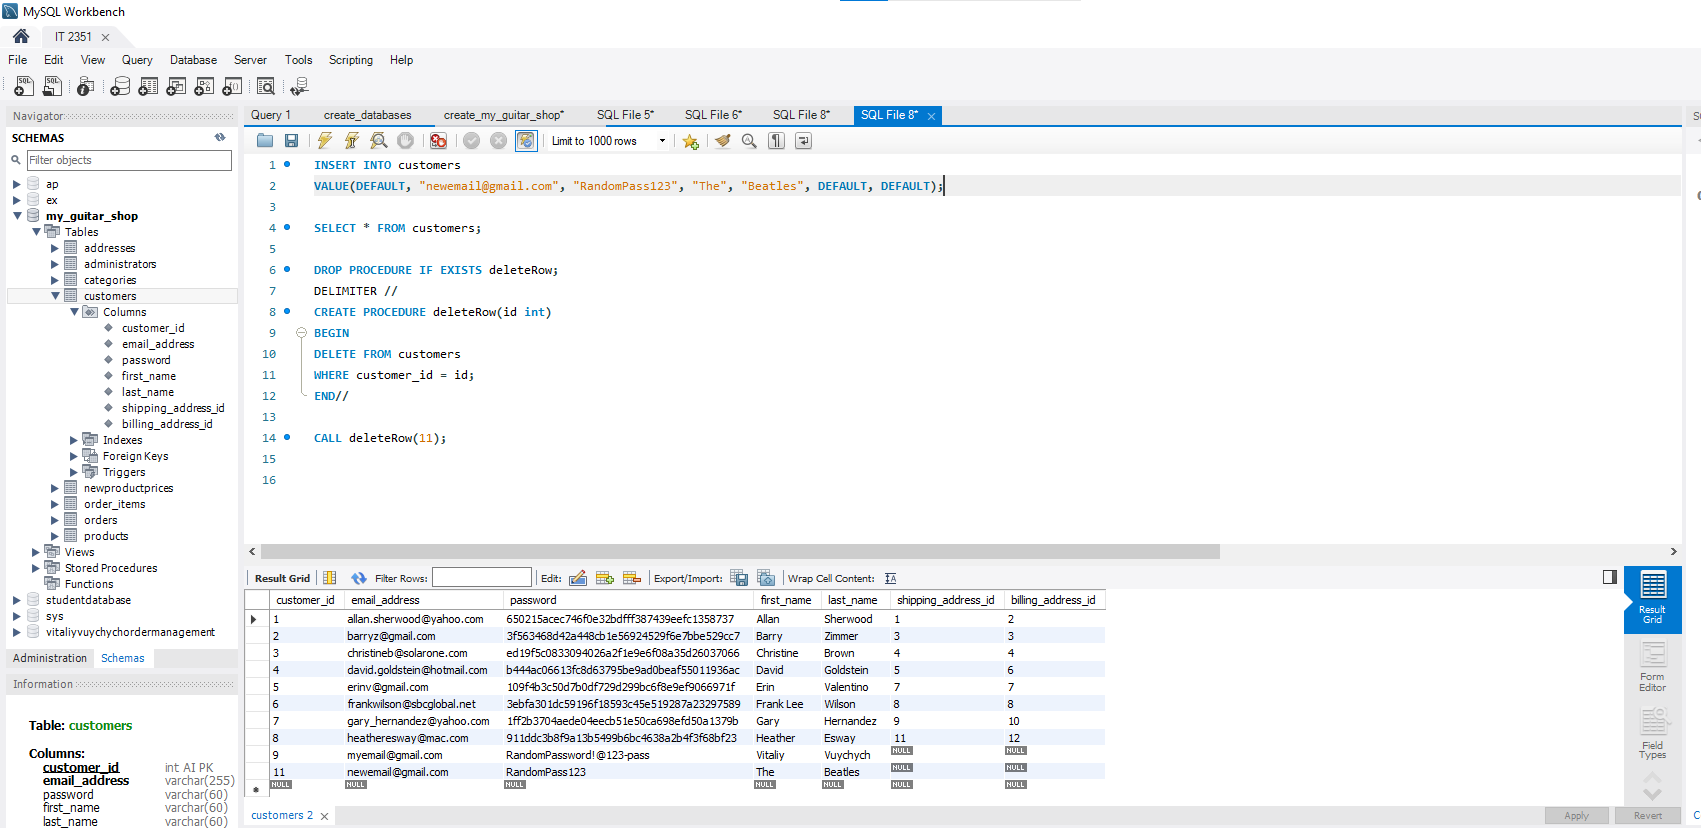 MySQL Workbench
IT 2351
File Edit View Query Database Server Tools Scripting Help
Navigator
SCHEMAS
Filter objects
ap
ex
my_guitar_shop
Tables
addresses
administrators
categories
customers
Columns
customer_id
email_address
password
first_name
last_name
shipping_address_id
billing_address_id
Indexes
Foreign Keys
Triggers
newproductprices
order_items
orders
products
Views
Stored Procedures
Functions
studentdatabase
sys
vitaliyvuychychordermanagement
Administration Schemas
Information
Table: customers
Columns:
customer_id int AI PK
email_address varchar(255)
password varchar(60)
first_name varchar(60)
last_name varchar(60)
Query 1 create_databases create_my_guitar_shop* SQL File 5* SQL File 6* SQL File 8* SQL File 8*
Limit to 1000 rows
1 INSERT INTO customers
2 VALUE(DEFAULT, "newemail@gmail.com", "RandomPass123", "The", "Beatles", DEFAULT, DEFAULT);
3
4 SELECT * FROM customers;
5
6 DROP PROCEDURE IF EXISTS deleteRow;
7 DELIMITER //
8 CREATE PROCEDURE deleteRow(id int)
9 BEGIN
10 DELETE FROM customers
11 WHERE customer_id = id;
12 END//
13
14 CALL deleteRow(11);
15
16
Result Grid Filter Rows: Edit: Export/Import: Wrap Cell Content:
customer_id email_address password first_name last_name shipping_address_id billing_address_id
1 allan.sherwood@yahoo.com 650215acec746f0e32bdfff387439eefc1358737 Allan Sherwood 1 2
2 barryz@gmail.com 3f563468d42a448cb1e56924529f6e7bbe529cc7 Barry Zimmer 3 3
3 christineb@solarone.com ed19f5c0833094026a2f1e9e6f08a35d26037066 Christine Brown 4 4
4 david.goldstein@hotmail.com b444ac06613fc8d63795be9ad0beaf55011936ac David Goldstein 5 6
5 erinv@gmail.com 109f4b3c50d7b0df729d299bc6f8e9ef9066971f Erin Valentino 7 7
6 frankwilson@sbcglobal.net 3ebfa301dc59196f18593c45e519287a23297589 Frank Lee Wilson 8 8
7 gary_hernandez@yahoo.com 1ff2b3704aede04eecb51e50ca698efd50a1379b Gary Hernandez 9 10
8 heatheresway@mac.com 911ddc3b8f9a13b5499b6bc4638a2b4f3f68bf23 Heather Esway 11 12
9 myemail@gmail.com RandomPassword!@123-pass Vitaliy Vuychych NULL NULL
11 newemail@gmail.com RandomPass123 The Beatles NULL NULL
NULL NULL NULL NULL NULL NULL NULL
Result
Grid
Form
Editor
Field
Types
customers 2
Apply Revert